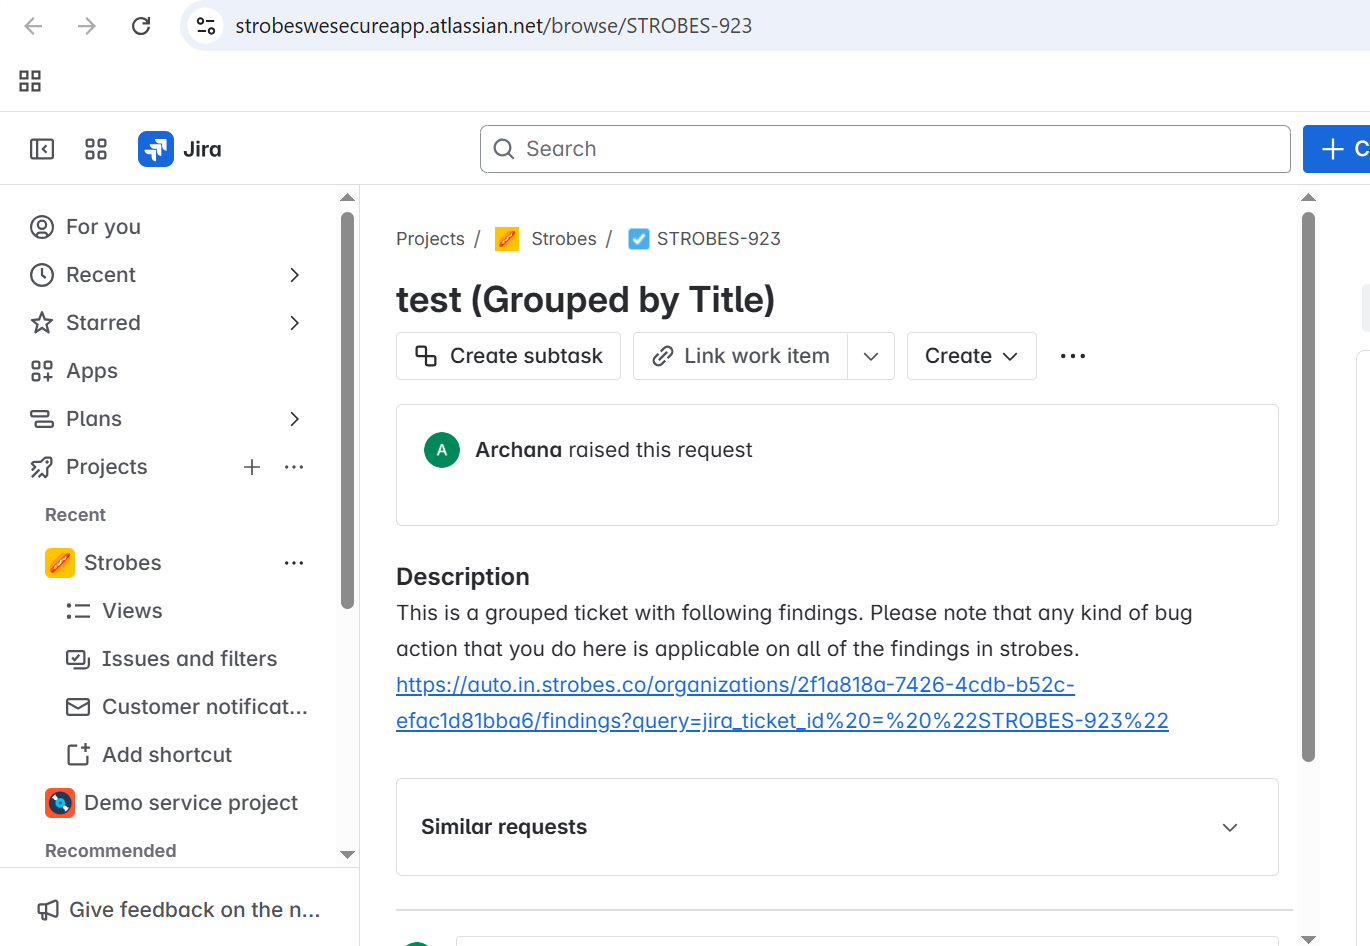 strobeswesecureapp.atlassian.net/browse/STROBES-923
Jira
Search
For you
Recent
Starred
Apps
Plans
Projects
Recent
Strobes
Views
Issues and filters
Customer notificat...
Add shortcut
Demo service project
Recommended
Give feedback on the n...
Projects / Strobes / STROBES-923
test (Grouped by Title)
Create subtask
Link work item
Create
A
Archana raised this request
Description
This is a grouped ticket with following findings. Please note that any kind of bug
action that you do here is applicable on all of the findings in strobes.
https://auto.in.strobes.co/organizations/2f1a818a-7426-4cdb-b52c-
efac1d81bba6/findings?query=jira_ticket_id%20=%20%22STROBES-923%22
Similar requests